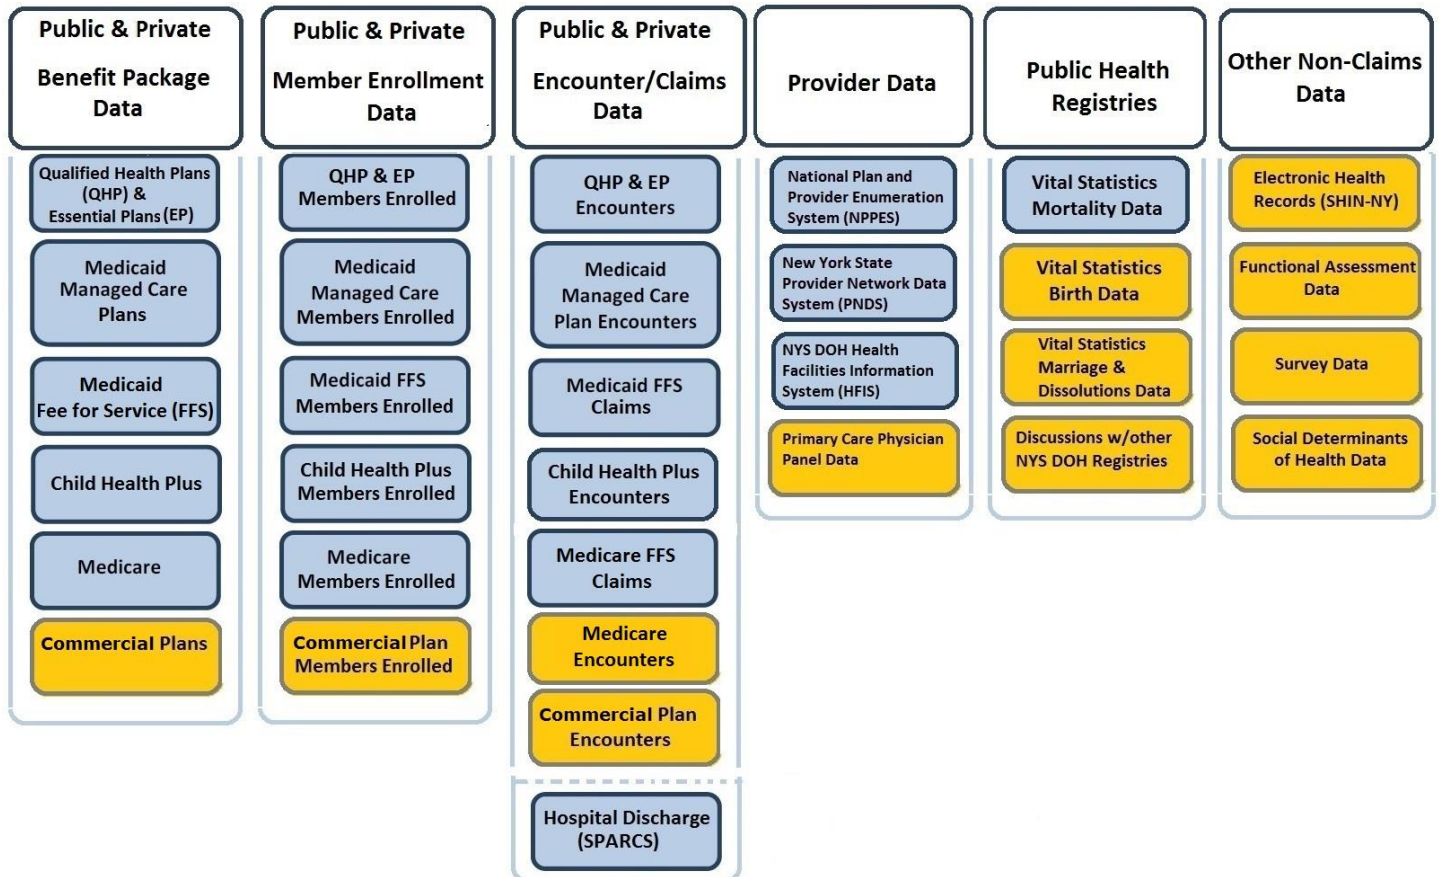 Public & Private
Benefit Package
Data
Qualified Health Plans
(QHP) &
Essential Plans (EP)
Medicaid
Managed Care
Plans
Medicaid
Fee for Service (FFS)
Child Health Plus
Medicare
Commercial Plans
Public & Private
Member Enrollment
Data
QHP & EP
Members Enrolled
Medicaid
Managed Care
Members Enrolled
Medicaid FFS
Members Enrolled
Child Health Plus
Members Enrolled
Medicare
Members Enrolled
Commercial Plan
Members Enrolled
Public & Private
Encounter/Claims
Data
QHP & EP
Encounters
Medicaid
Managed Care
Plan Encounters
Medicaid FFS
Claims
Child Health Plus
Encounters
Medicare FFS
Claims
Medicare
Encounters
Commercial Plan
Encounters
Hospital Discharge
(SPARCS)
Provider Data
National Plan and
Provider Enumeration
System (NPPES)
New York State
Provider Network Data
System (PNDS)
NYS DOH Health
Facilities Information
System (HFIS)
Primary Care Physician
Panel Data
Public Health
Registries
Vital Statistics
Mortality Data
Vital Statistics
Birth Data
Vital Statistics
Marriage &
Dissolutions Data
Discussions w/other
NYS DOH Registries
Other Non-Claims
Data
Electronic Health
Records (SHIN-NY)
Functional Assessment
Data
Survey Data
Social Determinants
of Health Data